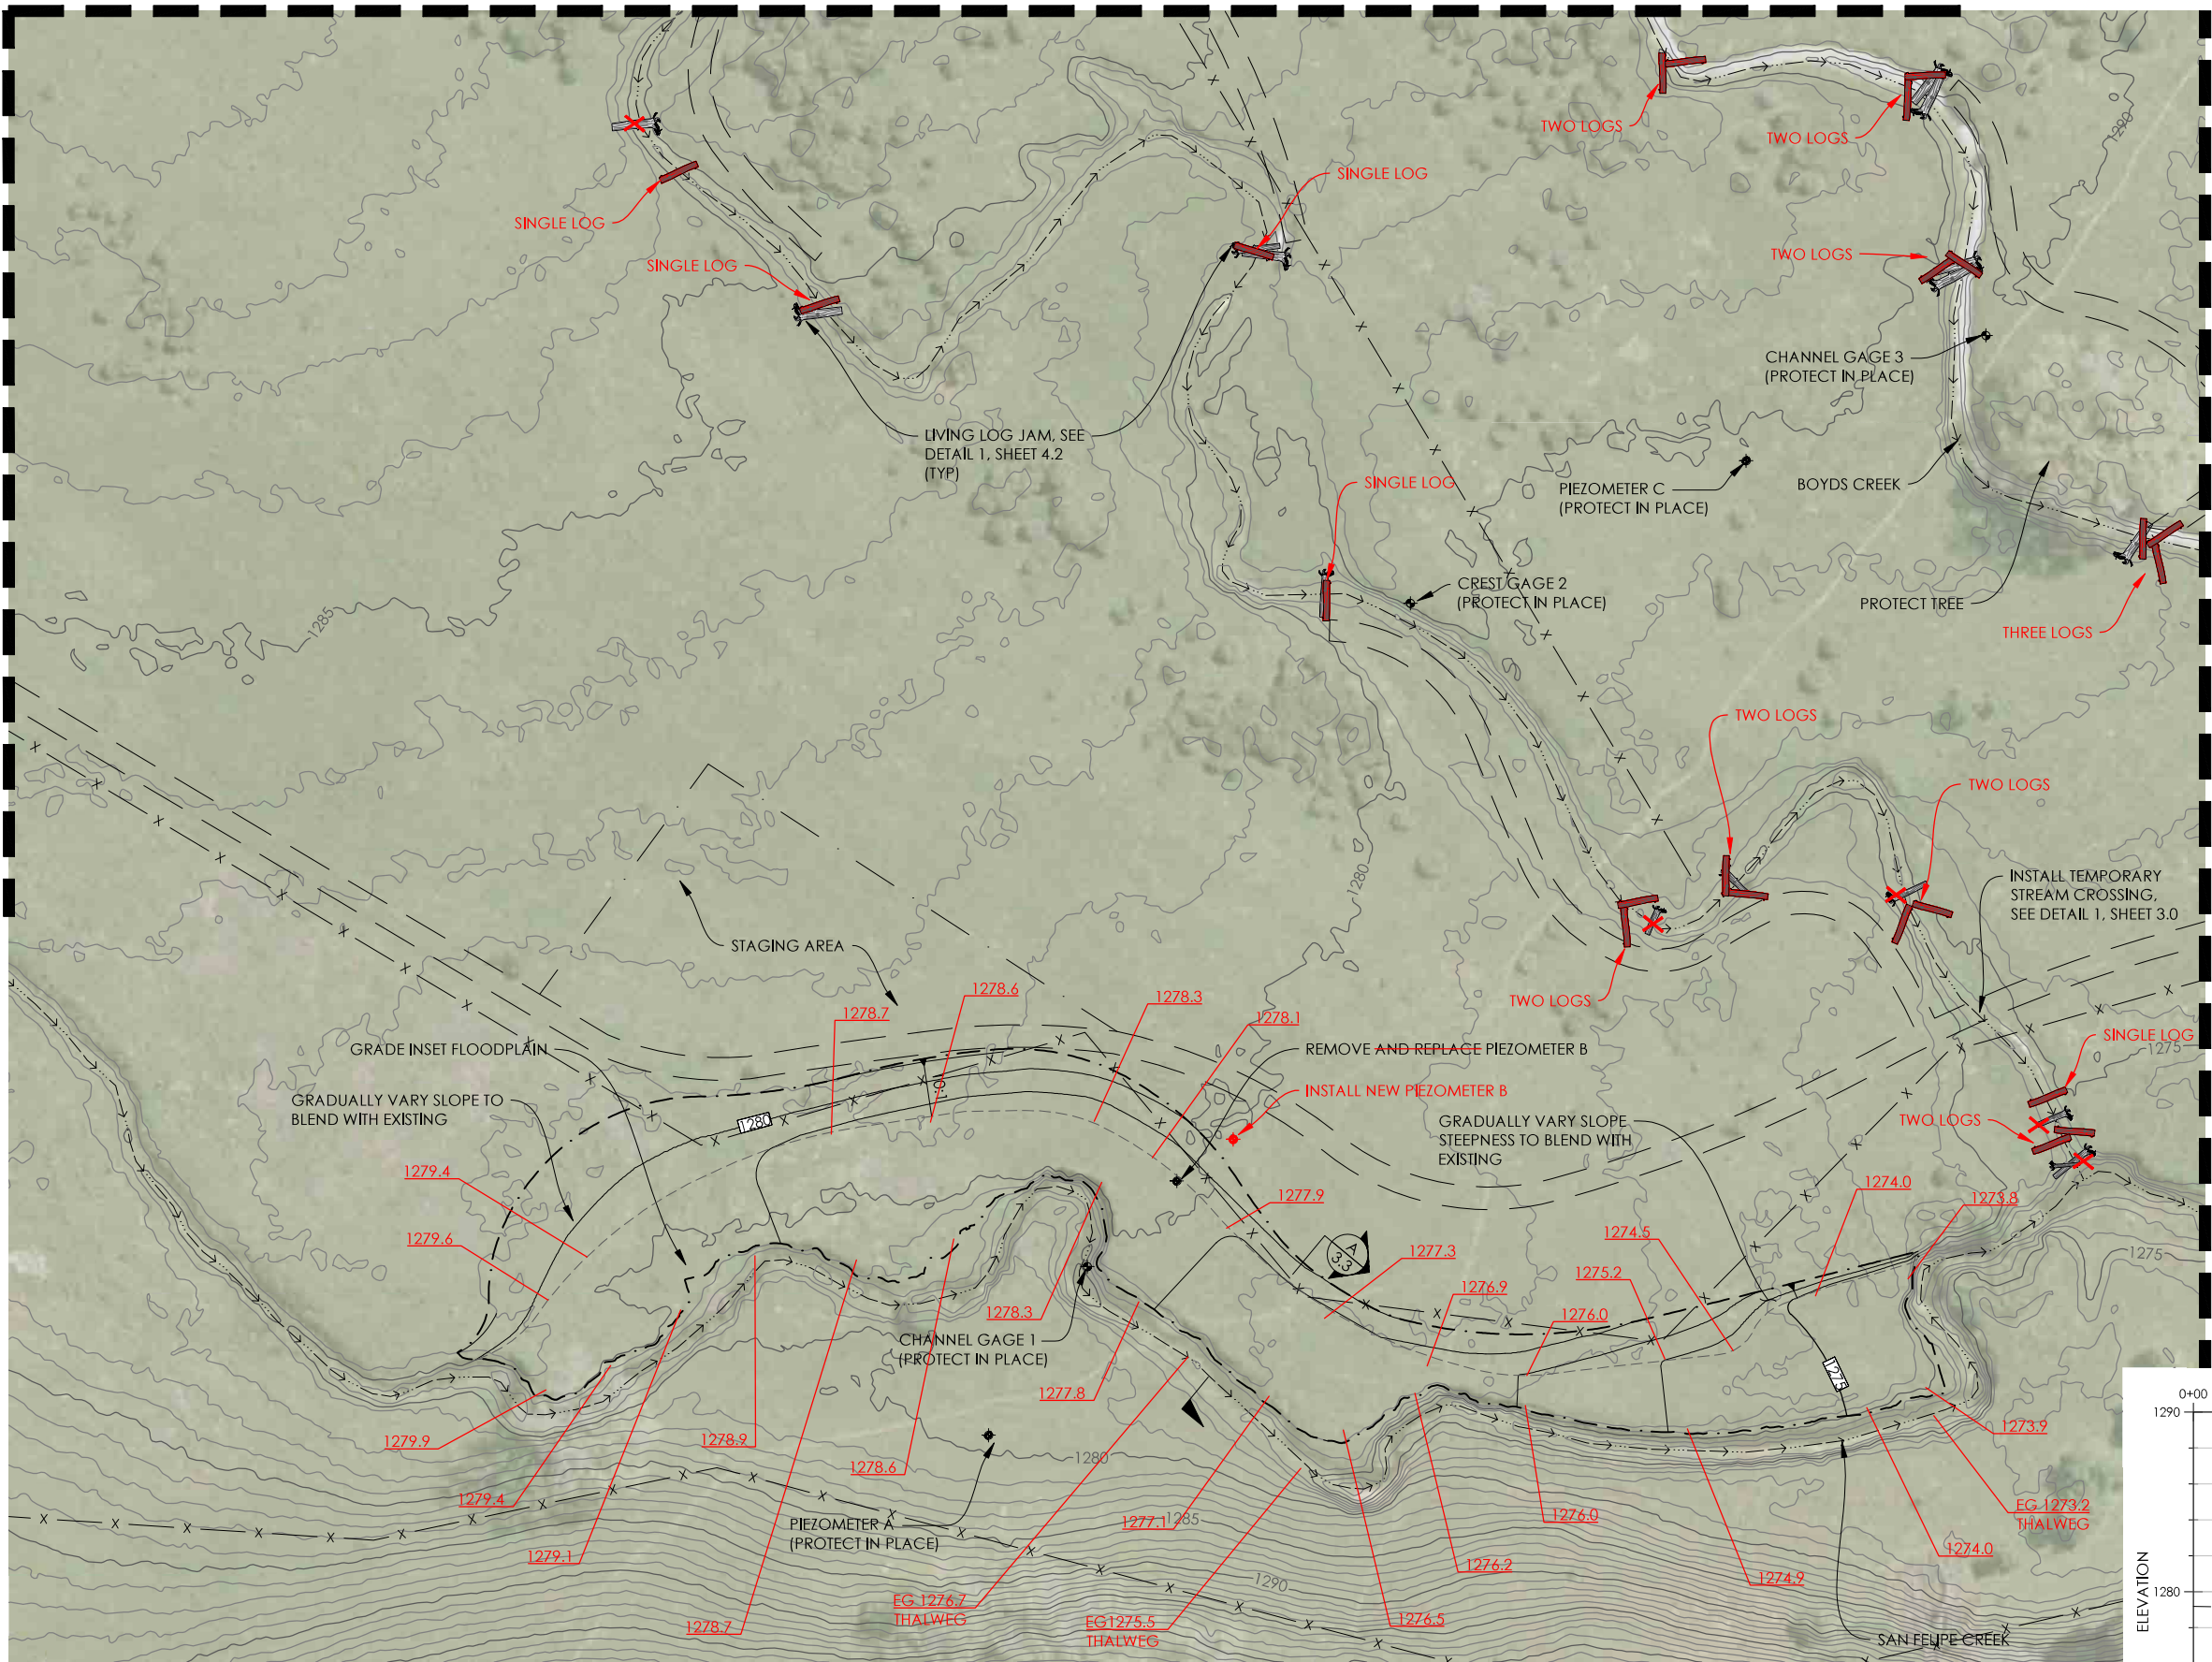 TWO LOGS
TWO LOGS
1290
SINGLE LOG
SINGLE LOG
SINGLE LOG
TWO LOGS
CHANNEL GAGE 3
(PROTECT IN PLACE)
LIVING LOG JAM, SEE
DETAIL 1, SHEET 4.2
(TYP)
SINGLE LOG
PIEZOMETER C
(PROTECT IN PLACE)
BOYDS CREEK
CREST GAGE 2
(PROTECT IN PLACE)
PROTECT TREE
THREE LOGS
1285
TWO LOGS
TWO LOGS
1280
INSTALL TEMPORARY
STREAM CROSSING,
SEE DETAIL 1, SHEET 3.0
STAGING AREA
TWO LOGS
1278.7
1278.6
1278.3
1278.1
GRADE INSET FLOODPLAIN
REMOVE AND REPLACE PIEZOMETER B
INSTALL NEW PIEZOMETER B
SINGLE LOG
1275
GRADUALLY VARY SLOPE TO
BLEND WITH EXISTING
10:1
1280
GRADUALLY VARY SLOPE
STEEPNESS TO BLEND WITH
EXISTING
TWO LOGS
1279.4
1279.6
1277.9
1274.0
1273.8
1274.5
1277.3
A
3.3
1275.2
1276.9
1276.0
1275
1278.3
CHANNEL GAGE 1
(PROTECT IN PLACE)
1277.8
1275
0+00
1290
1279.9
1278.9
1278.6
1280
1273.9
1279.4
PIEZOMETER A
(PROTECT IN PLACE)
1277.1
1285
1276.0
EG 1273.2
THALWEG
1279.1
1276.2
1274.9
1274.0
1290
EG 1276.7
THALWEG
EG1275.5
THALWEG
1276.5
1278.7
SAN FELIPE CREEK
ELEVATION
1280